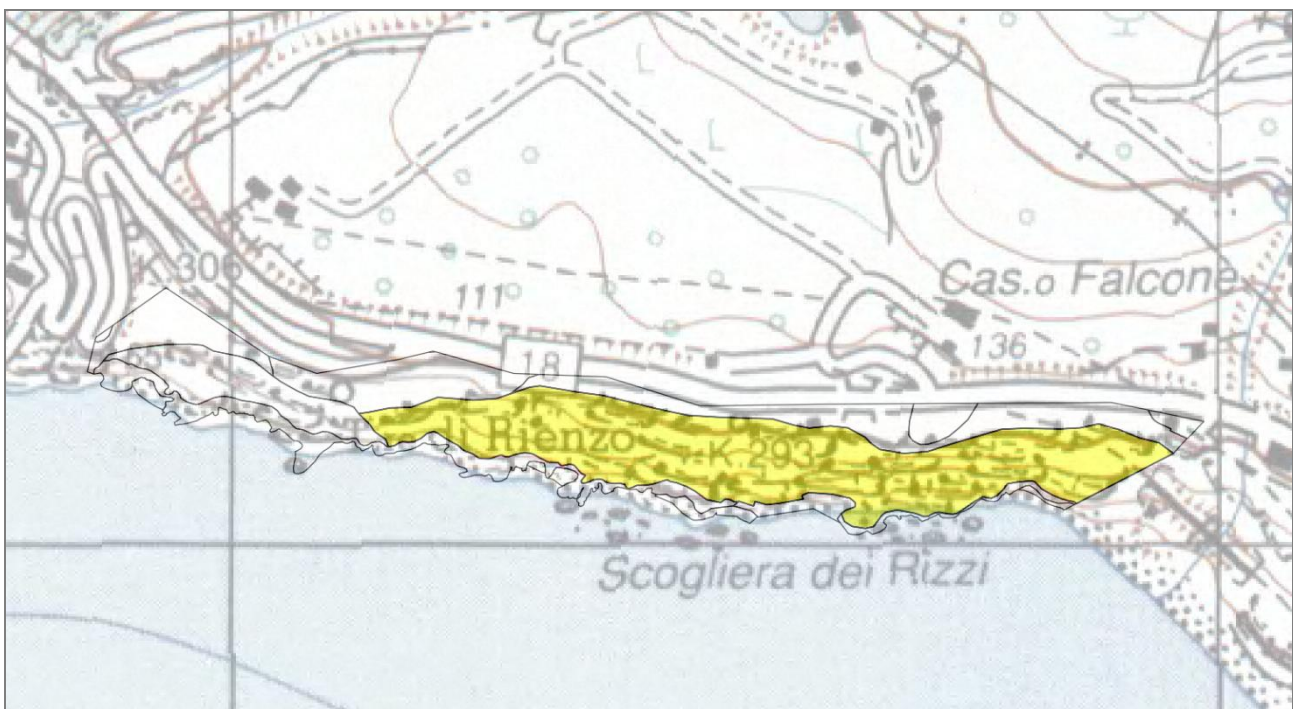 K.306
Cas.o Falcone
111
136
18
di Rienzo
K.293
Scogliera dei Rizzi